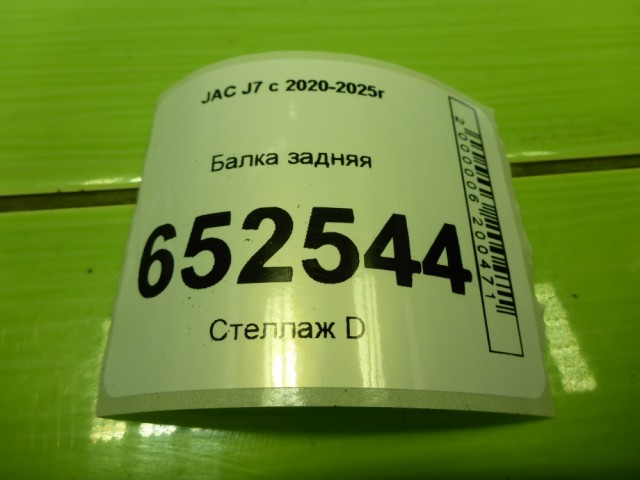 JAC J7 с 2020-2025г
Балка задняя
652544
Стеллаж D
2000006200471